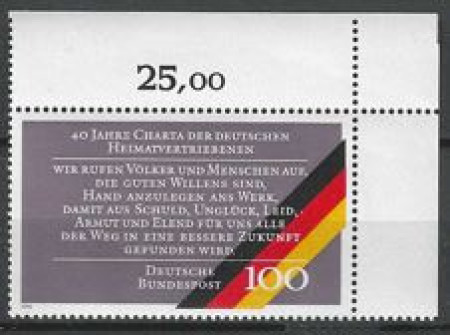 25,00
40 JAHRE CHARTA DER DEUTSCHEN
HEIMATVERTRIEBENEN
WIR RUFEN VÖLKER UND MENSCHEN AUF,
DIE GUTEN WILLENS SIND,
HAND ANZULEGEN ANS WERK,
DAMIT AUS SCHULD, UNGLÜCK, LEID,
ARMUT UND ELEND FÜR UNS ALLE
DER WEG IN EINE BESSERE ZUKUNFT
GEFUNDEN WIRD.
DEUTSCHE
BUNDESPOST 100